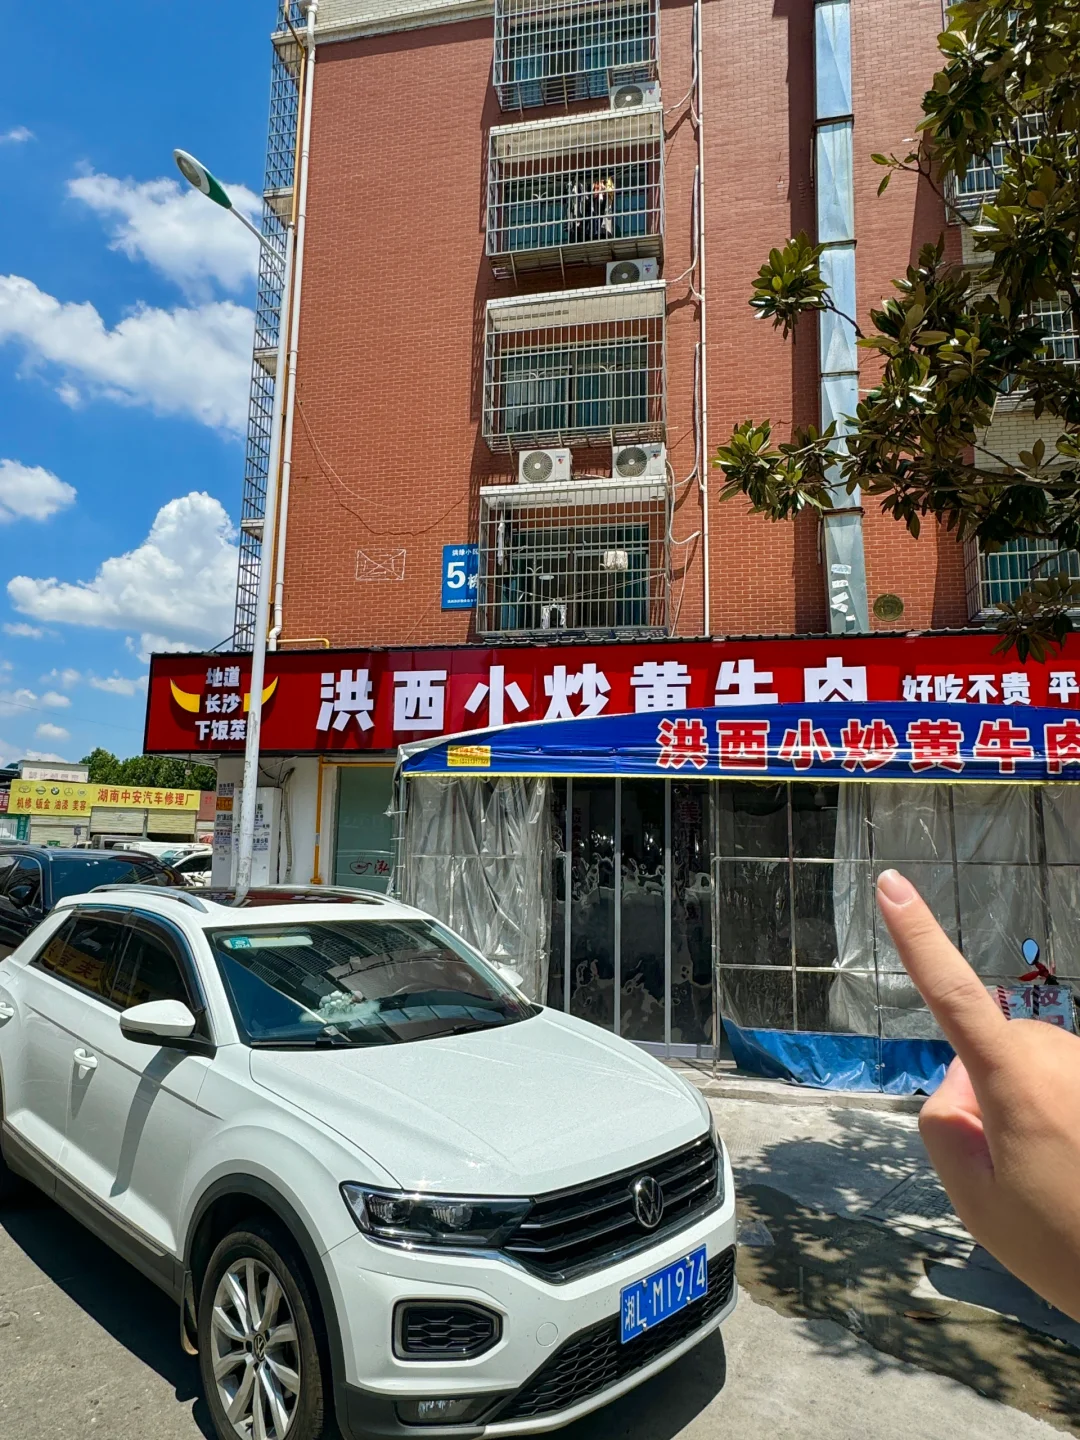 5栋
地道
长沙
下饭菜
洪西小炒黄牛肉
好吃不贵 平
洪西小炒黄牛肉
机修 钣金 油漆 美容
湖南中安汽车修理厂
湘L·M1974